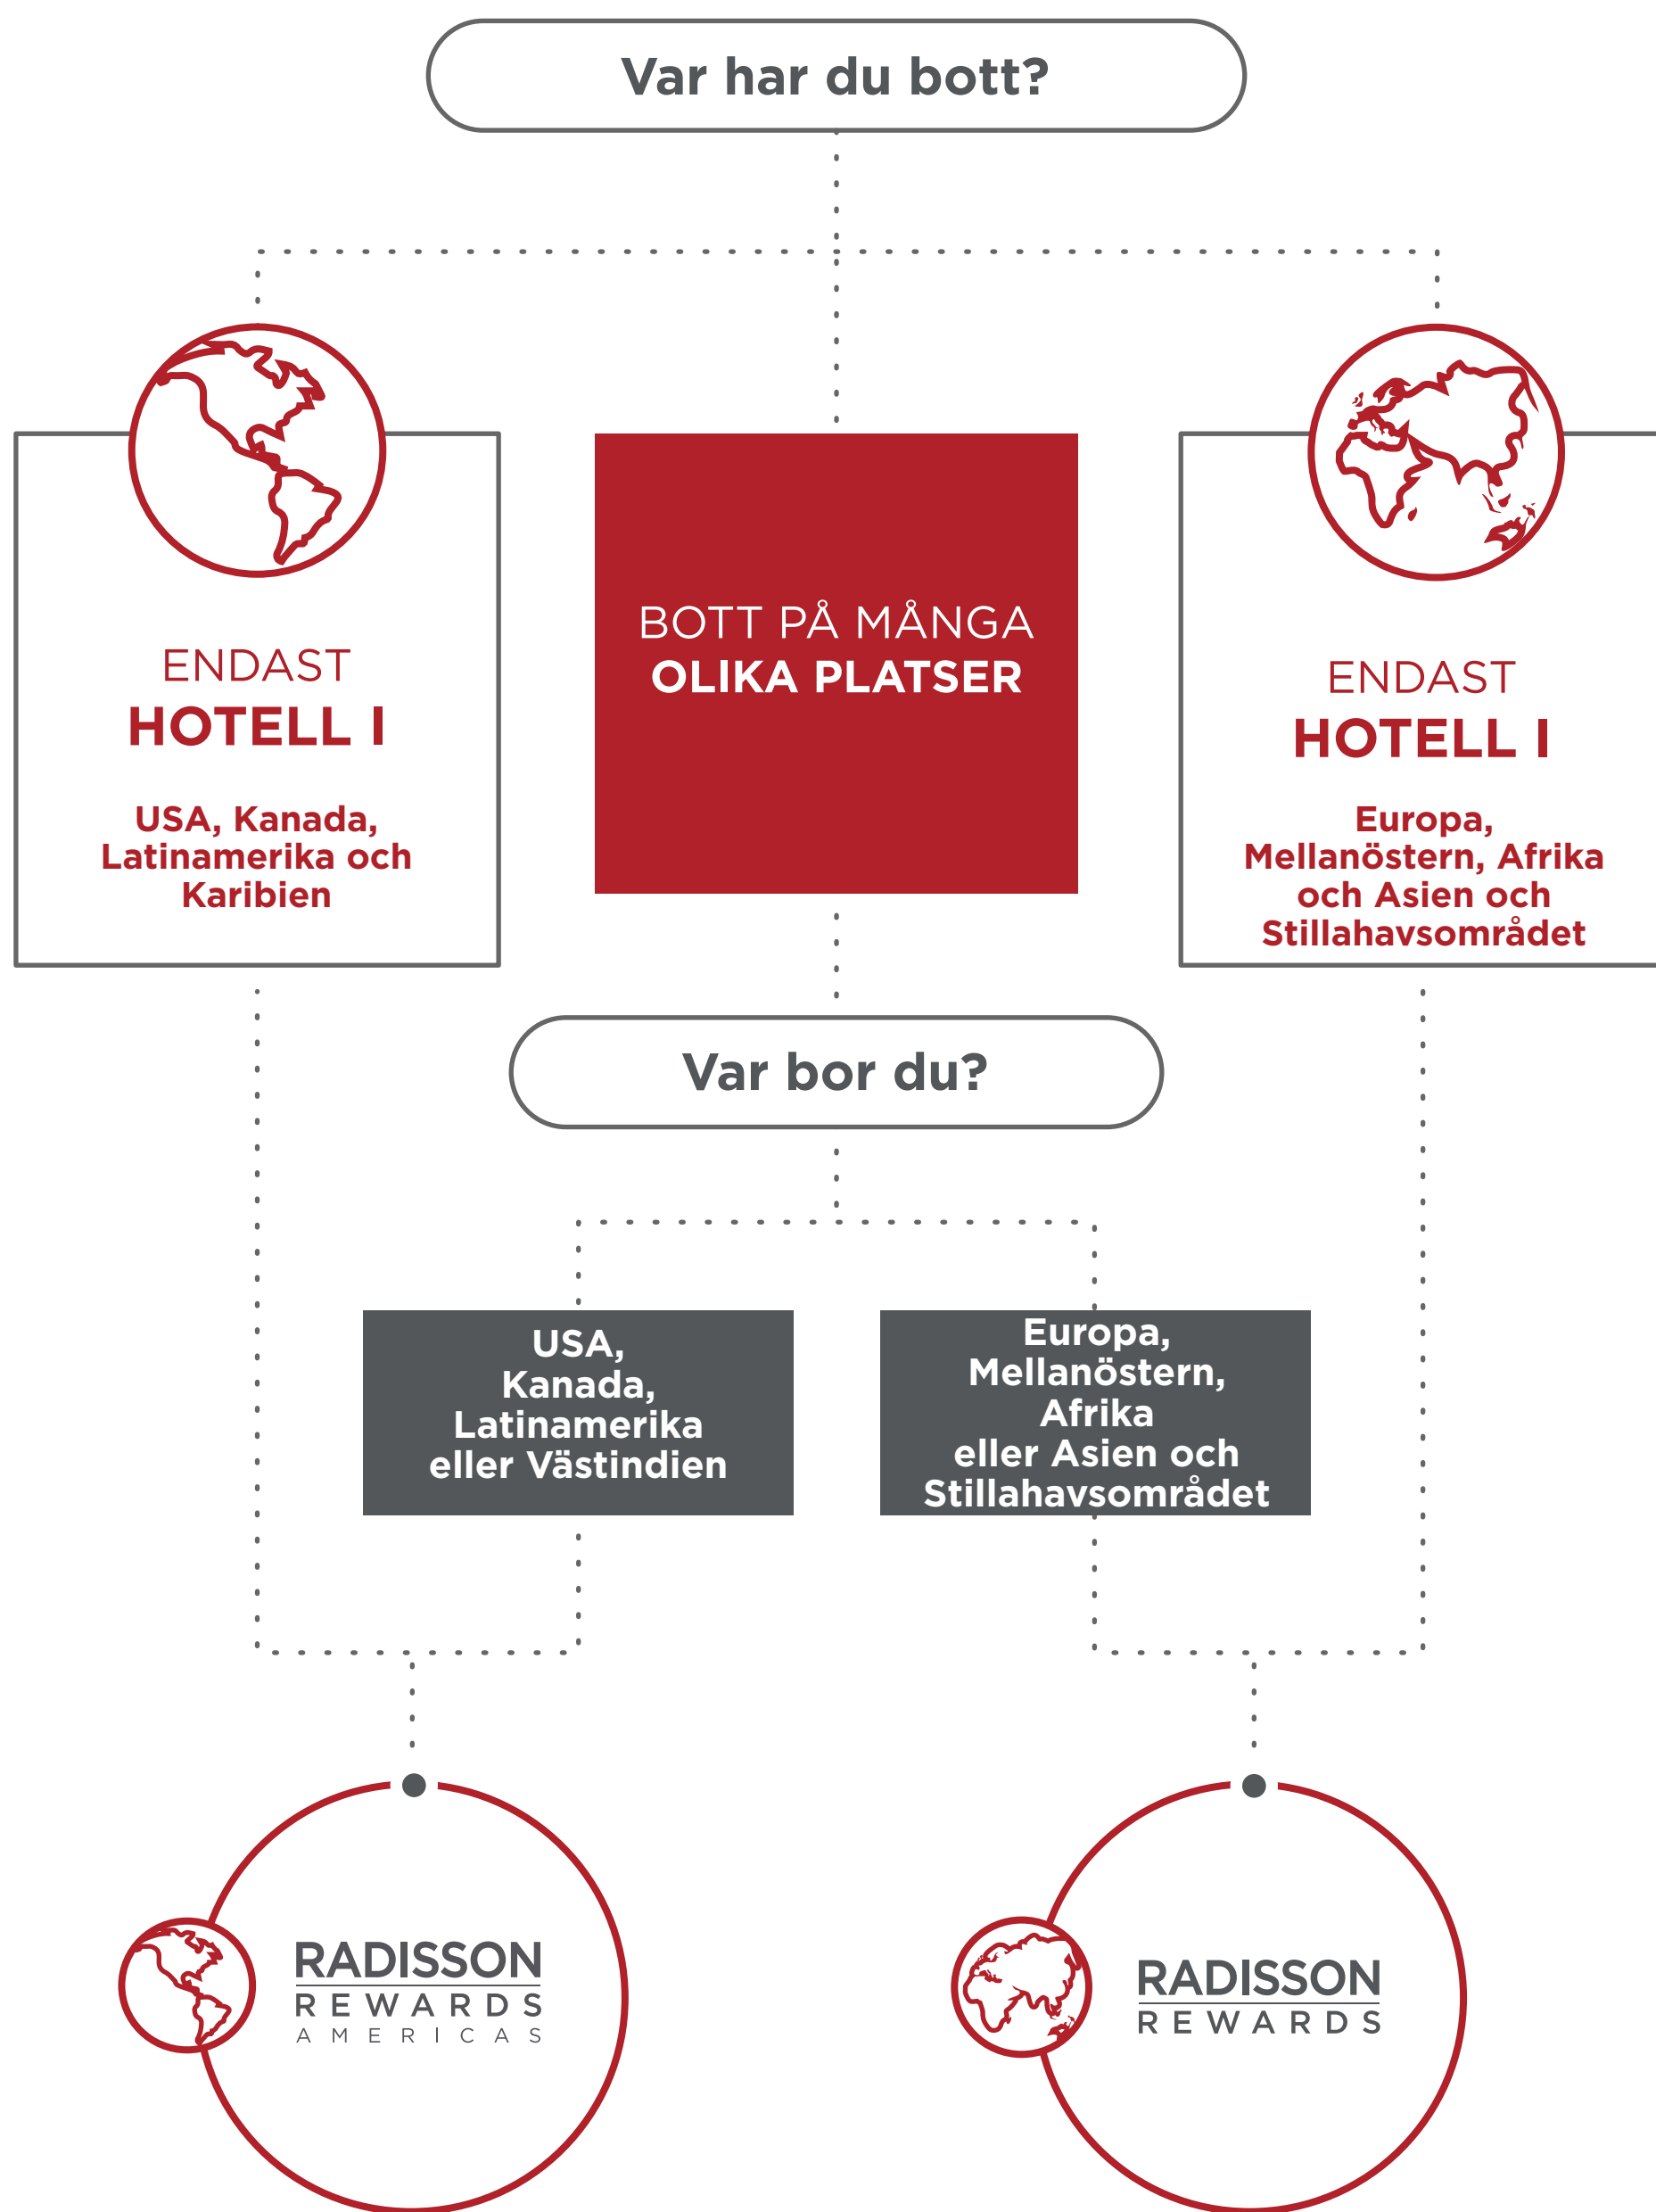 Var har du bott?
ENDAST
HOTELL I
USA, Kanada,
Latinamerika och
Karibien
BOTT PÅ MÅNGA
OLIKA PLATSER
ENDAST
HOTELL I
Europa,
Mellanöstern, Afrika
och Asien och
Stillahavsområdet
Var bor du?
USA,
Kanada,
Latinamerika
eller Västindien
Europa,
Mellanöstern,
Afrika
eller Asien och
Stillahavsområdet
RADISSON
REWARDS
AMERICAS
RADISSON
REWARDS